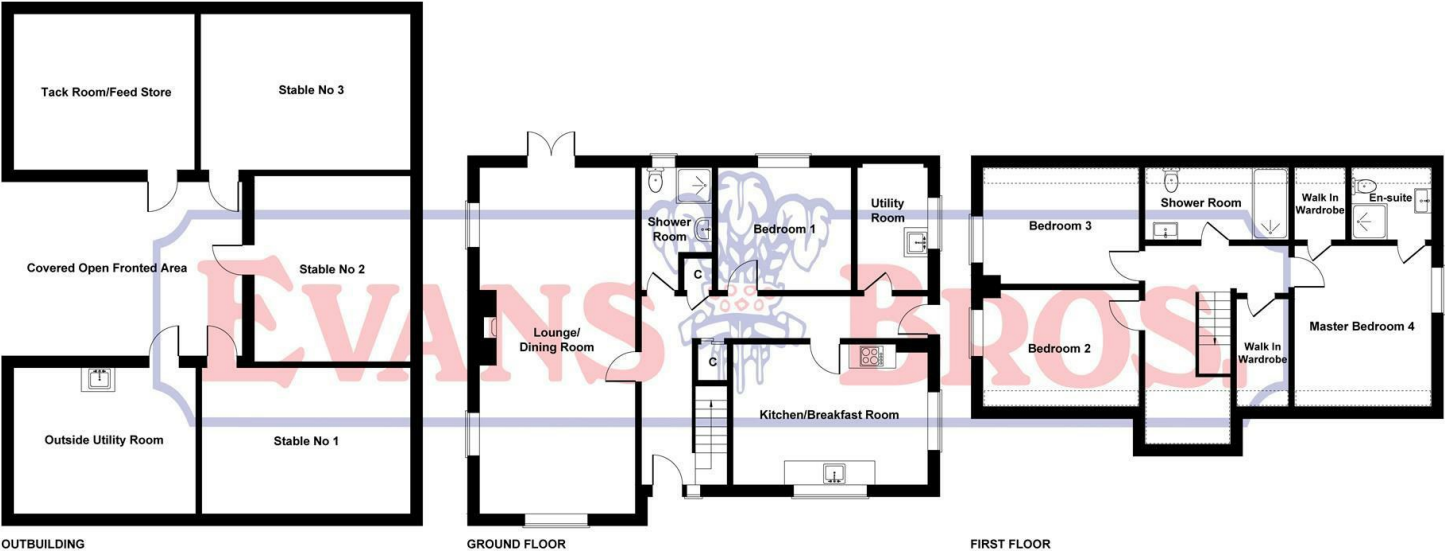 Tack Room/Feed Store
Stable No 3
Covered Open Fronted Area
Stable No 2
Outside Utility Room
Stable No 1
OUTBUILDING
Lounge/
Dining Room
Shower
Room
C
Bedroom 1
Utility
Room
C
Kitchen/Breakfast Room
GROUND FLOOR
Bedroom 3
Shower Room
Walk In
Wardrobe
En-suite
Bedroom 2
Walk In
Wardrobe
Master Bedroom 4
FIRST FLOOR
EVANS BROS.